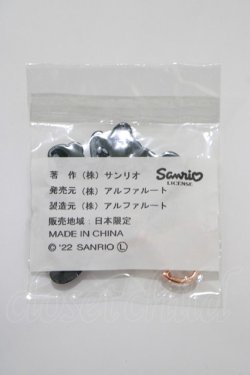 著 作 (株) サンリオ
Sanrio
LICENSE
発売元 (株) アルファルート
製造元 (株) アルファルート
販売地域：日本限定
MADE IN CHINA
© '22 SANRIO Ⓛ
closet child